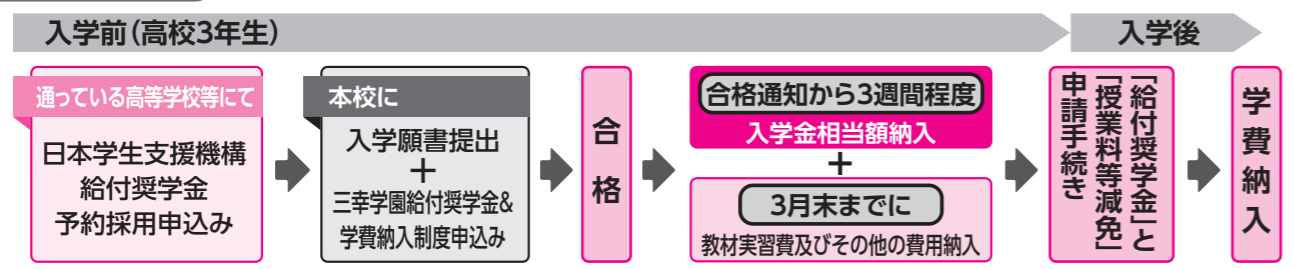 入学前(高校3年生)
入学後
通っている高等学校等にて
日本学生支援機構
給付奨学金
予約採用申込み
本校に
入学願書提出
＋
三幸学園給付奨学金&
学費納入制度申込み
合格
合格通知から3週間程度
入学金相当額納入
＋
3月末までに
教材実習費及びその他の費用納入
「給付奨学金」と
「授業料等減免」
申請手続き
学費納入